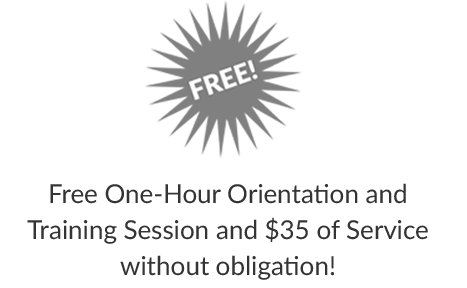 FREE!
Free One-Hour Orientation and
Training Session and $35 of Service
without obligation!